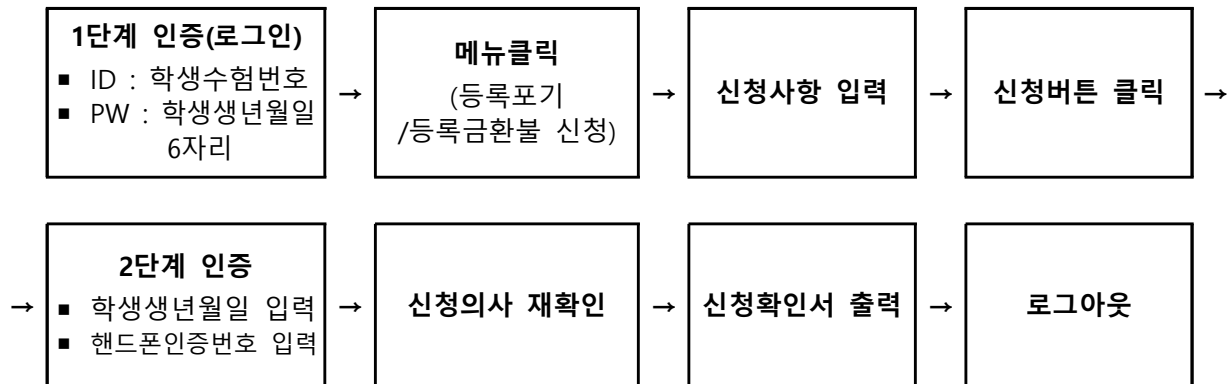 1단계 인증(로그인)
■ ID : 학생수험번호
■ PW : 학생생년월일
6자리
→
메뉴클릭
(등록포기
/등록금환불 신청)
→
신청사항 입력
→
신청버튼 클릭
→
→
2단계 인증
■ 학생생년월일 입력
■ 핸드폰인증번호 입력
→
신청의사 재확인
→
신청확인서 출력
→
로그아웃